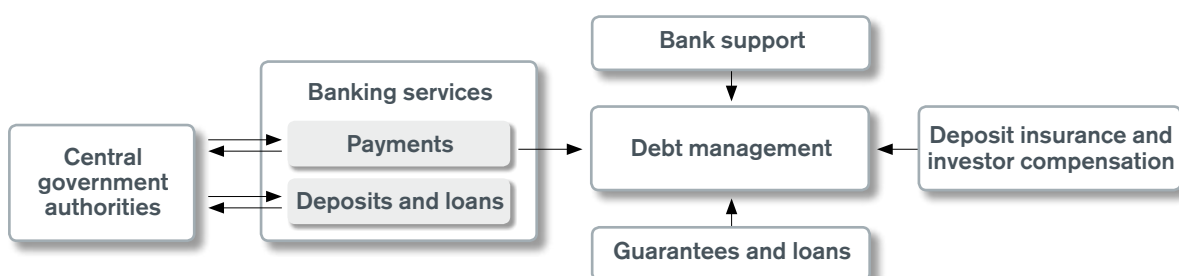 Bank support
Banking services
Payments
Deposits and loans
Central
government
authorities
Debt management
Deposit insurance and
investor compensation
Guarantees and loans